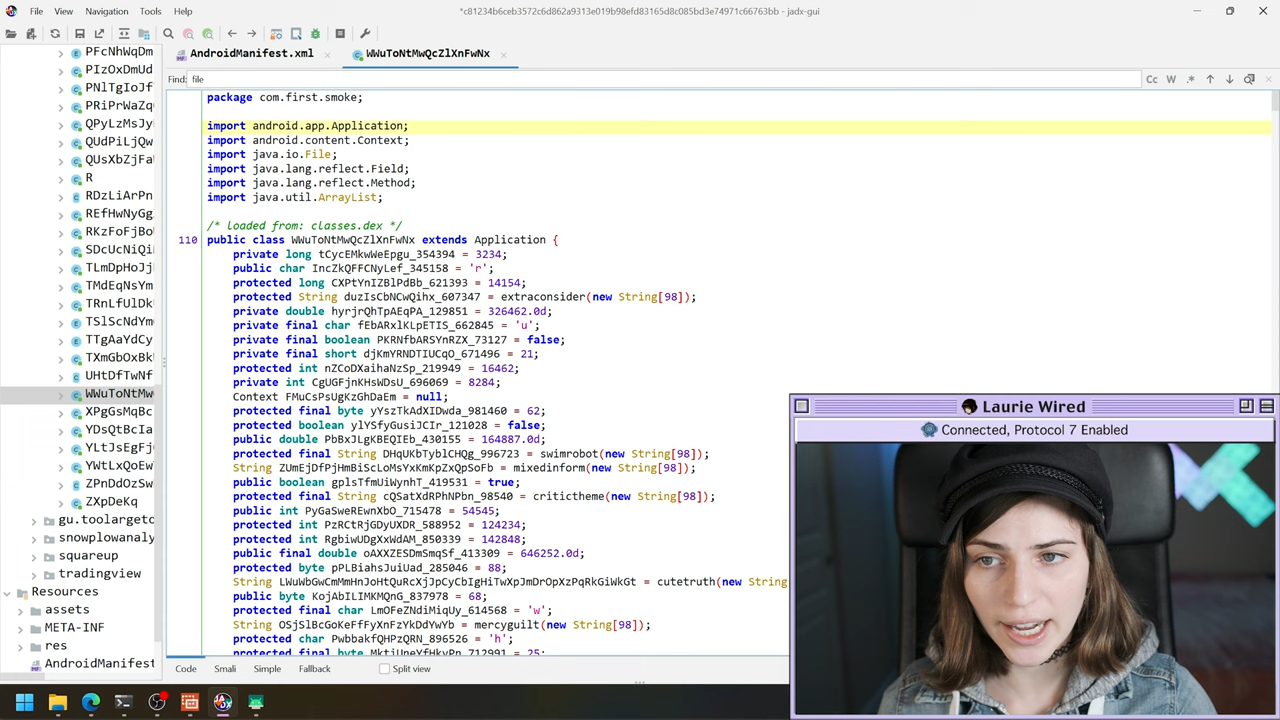 File View Navigation Tools Help
*c81234b6ceb3572c6d862a9313e019b98efd83165d8c085bd3e74971c66763bb - jadx-gui
AndroidManifest.xml
WWuToNtMwQcZlXnFWNx
Find: file
Cc W .*
PFcNhWqDm
PIzOxDmUd
PNlTgIoJf
PRiPrWaZq
QPyLzMsJy
QUdPiLjQw
QUsXbZjFa
R
RDzLiArPn
REfHwNyGg
RKzFoFjBo
SDcUcNiQi
TLmDpHoJj
TMdEqNsYm
TRnLfUlDk
TSlScNdYm
TTgAaYdCy
TXmGbOxBk
UHtDfTwNf
WWuToNtMw
XPgGsMqBc
YDsQtBcIa
YLtJsEgFj
YWtLxQoEw
ZPnDdOzSw
ZXpDeKq
gu.toolargetc
snowplowanaly
squareup
tradingview
Resources
assets
META-INF
res
AndroidManifest
package com.first.smoke;
import android.app.Application;
import android.content.Context;
import java.io.File;
import java.lang.reflect.Field;
import java.lang.reflect.Method;
import java.util.ArrayList;
/* loaded from: classes.dex */
110 public class WWuToNtMwQcZlXnFWNx extends Application {
private long tCycEMkwWeEpgu_354394 = 3234;
public char IncZkQFFCNyLef_345158 = 'r';
protected long CXPtYnIZBlPdBb_621393 = 14154;
protected String duzIsCbNCwQihx_607347 = extraconsider(new String[98]);
private double hyrjrQhTpAEqPA_129851 = 326462.0d;
private final char fEbARxlKLpETIS_662845 = 'u';
private final boolean PKRNfbARSYnRZX_73127 = false;
private final short djKmYRNDTIUCqO_671496 = 21;
protected int nZCoDXaihaNzSp_219949 = 16462;
private int CgUGFjnKHsWDsU_696069 = 8284;
Context FMuCsPsUgKzGhDaEm = null;
protected final byte yYszTkAdXIDwda_981460 = 62;
protected boolean ylYSfyGusiJCIr_121028 = false;
public double PbBxJLgKBEQIEb_430155 = 164887.0d;
protected final String DHqUKbTyblCHQg_996723 = swimrobot(new String[98]);
String ZUmEjDfPjHmBiScLoMsYxKmKpZxQpSoFb = mixedinform(new String[98]);
public boolean gplsTfmUiWynhT_419531 = true;
protected final String cQSatXdRPhNPbn_98540 = critictheme(new String[98]);
public int PyGaSweREwnXbO_715478 = 54545;
protected int PzRCtRjGDyUXDR_588952 = 124234;
protected int RgbiwUDgXxWdAM_850339 = 142848;
public final double oAXXZESDmSmqSf_413309 = 646252.0d;
protected byte pPLBiahsJuiUad_285046 = 88;
String LWuWbGwCmMmHnJoHtQuRcXjJpCyCbIgHiTwXpJmDrOpXzPqRkGiWkGt = cutetruth(new String
public byte KojAbILIMKMQnG_837978 = 68;
protected final char LmOFeZNdiMiqUy_614568 = 'w';
String OSjSlBcGoKeFfYyXnFzYkDdYwYb = mercyguilt(new String[98]);
protected char PwbbakfQHPzQRN_896526 = 'h';
Code Smali Simple Fallback Split view
Laurie Wired
Connected, Protocol 7 Enabled